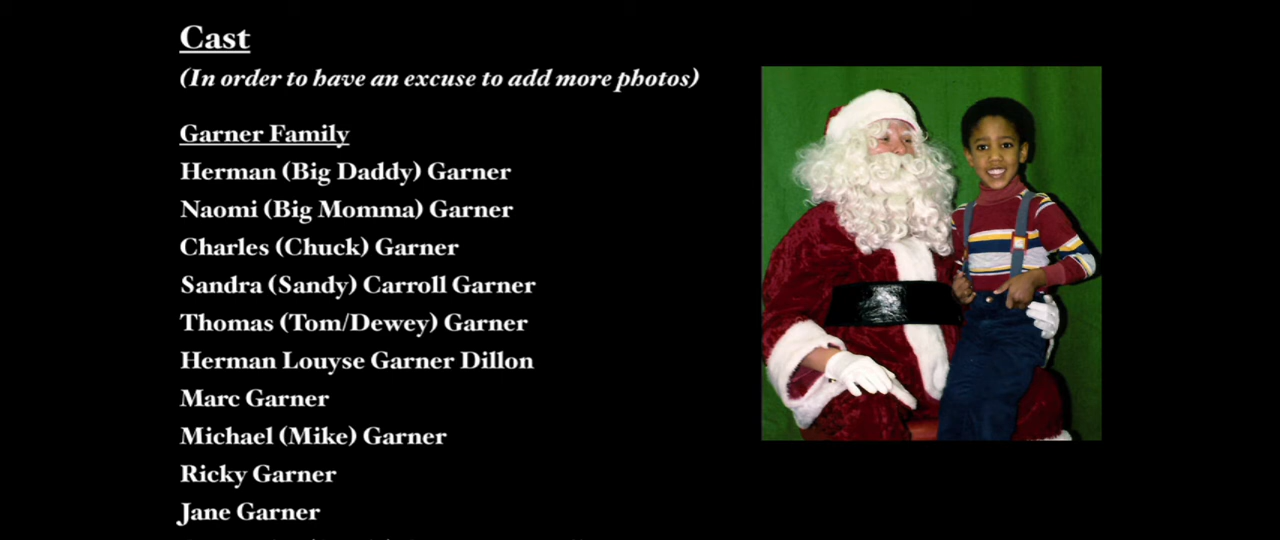 Cast
(In order to have an excuse to add more photos)
Garner Family
Herman (Big Daddy) Garner
Naomi (Big Momma) Garner
Charles (Chuck) Garner
Sandra (Sandy) Carroll Garner
Thomas (Tom/Dewey) Garner
Herman Louyse Garner Dillon
Marc Garner
Michael (Mike) Garner
Ricky Garner
Jane Garner